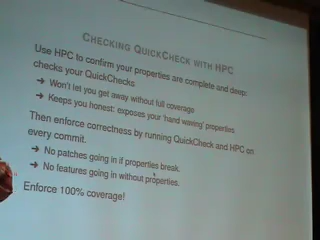 CHECKING QUICKCHECK WITH HPC
Use HPC to confirm your properties are complete and deep:
checks your QuickChecks
➔ Won't let you get away without full coverage
➔ Keeps you honest: exposes your 'hand waving' properties
Then enforce correctness by running QuickCheck and HPC on
every commit.
➔ No patches going in if properties break.
➔ No features going in without properties.
Enforce 100% coverage!